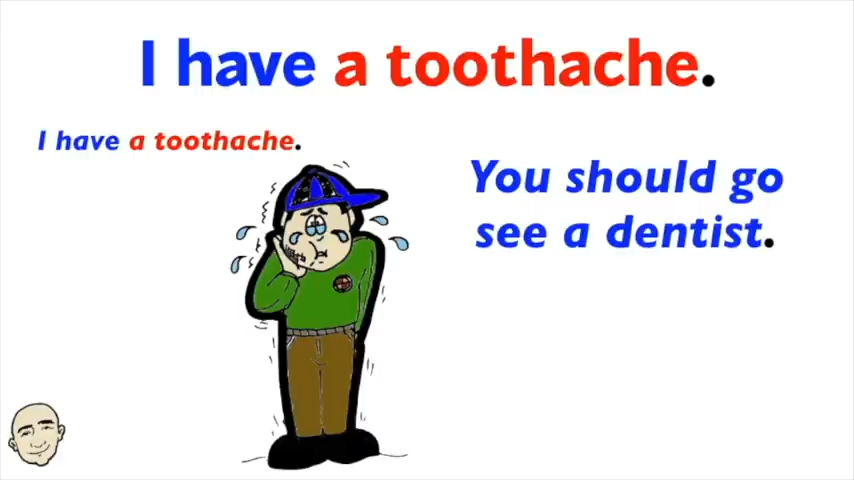 I have a toothache.
I have a toothache.
You should go
see a dentist.